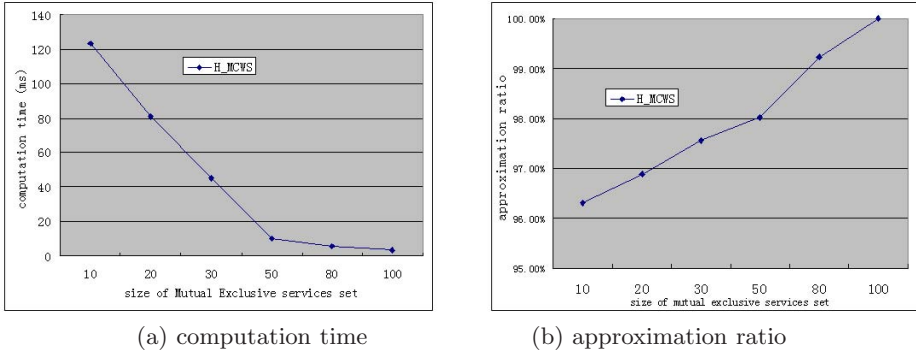 140
120
100
80
60
40
20
0
computation time (ms)
H_MCWS
10 20 30 50 80 100
size of Mutual Exclusive services set
(a) computation time
100.00%
99.00%
98.00%
97.00%
96.00%
95.00%
approximation ratio
H_MCWS
10 20 30 50 80 100
size of mutual exclusive services set
(b) approximation ratio